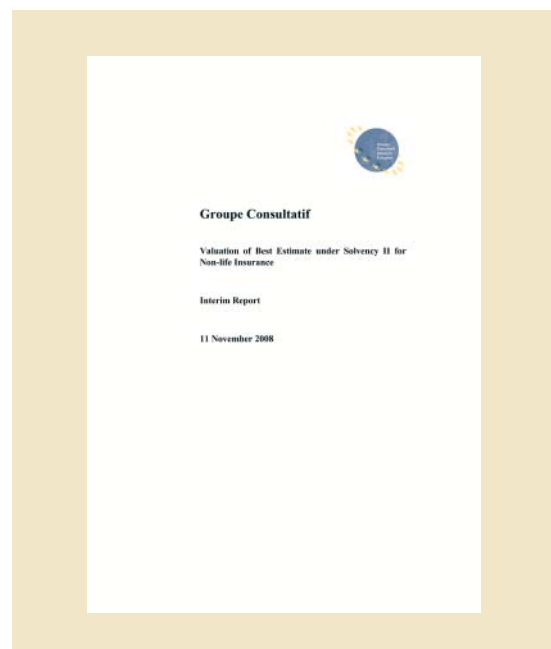 Groupe Consultatif
Valuation of Best Estimate under Solvency II for
Non-life Insurance
Interim Report
11 November 2008